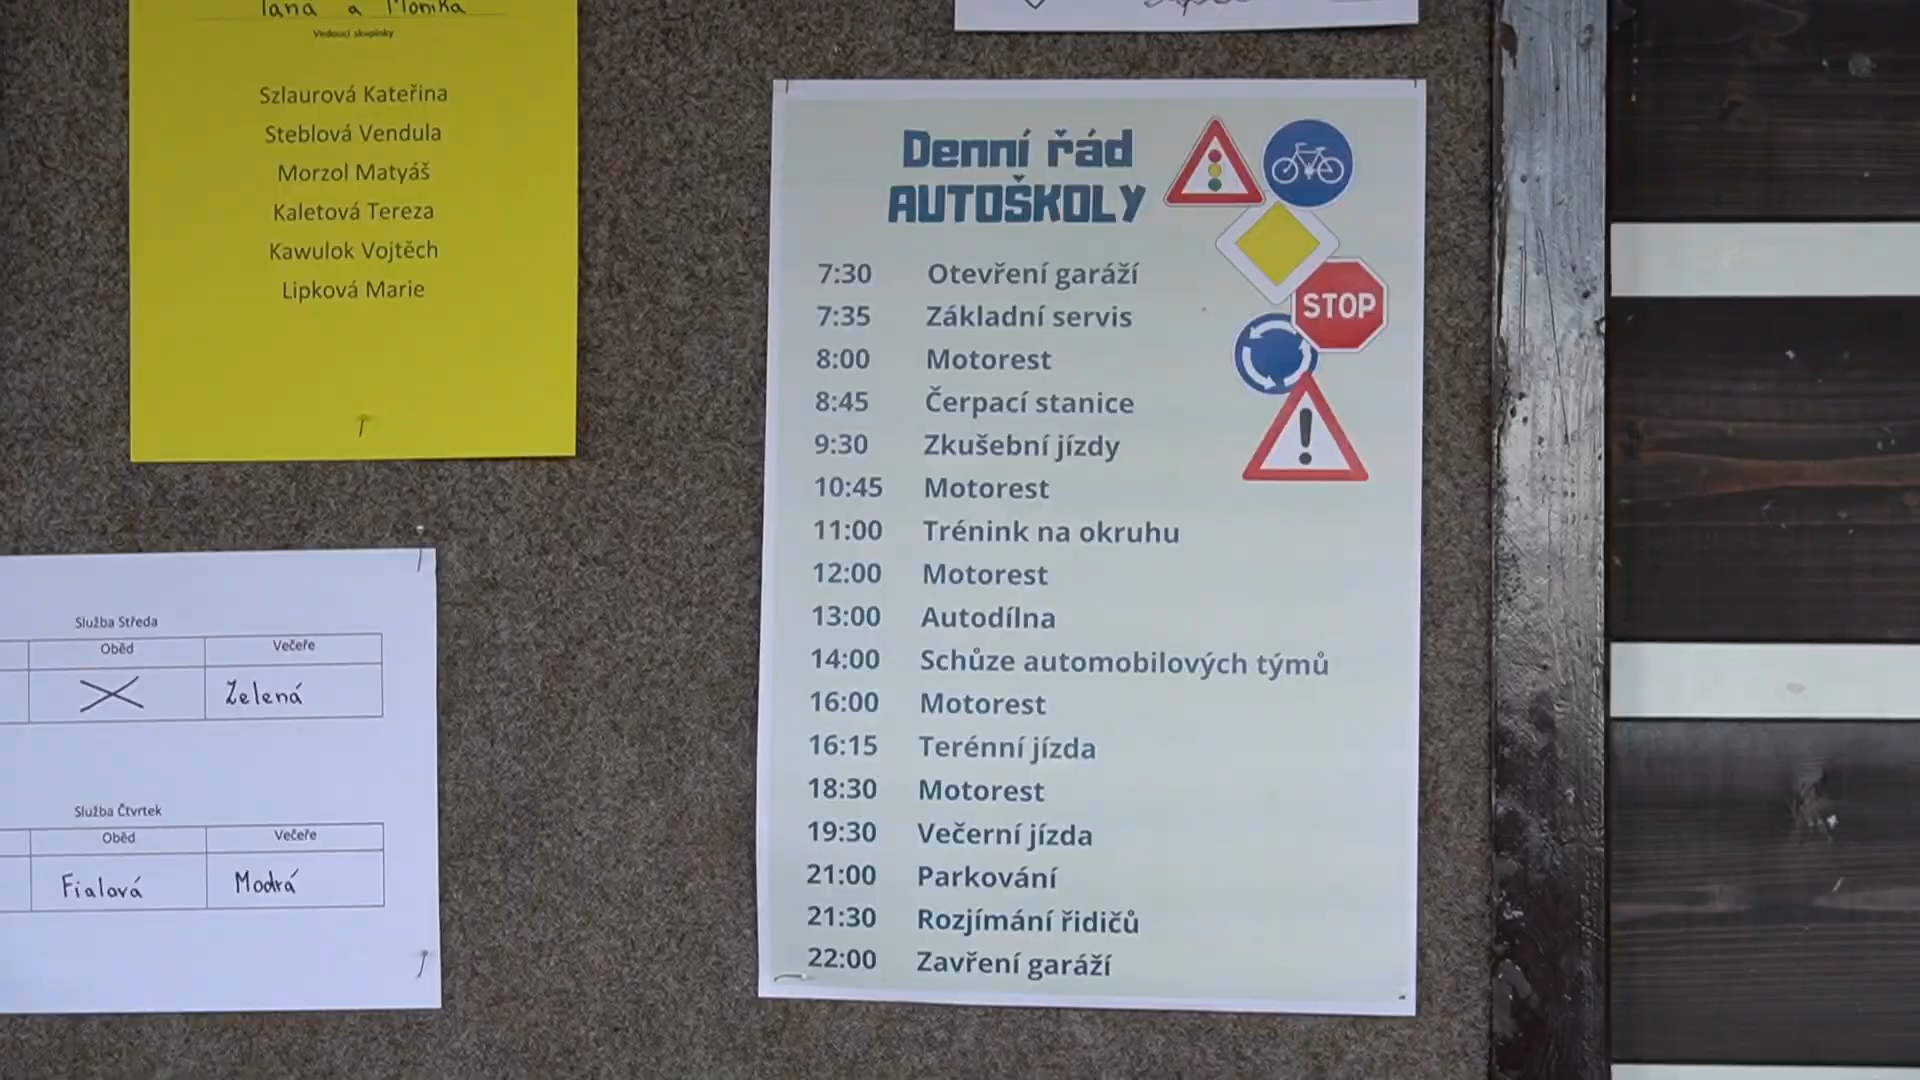 Jana a Monika
Vedoucí skupinky
Szlaurová Kateřina
Steblová Vendula
Morzol Matyáš
Kaletová Tereza
Kawulok Vojtěch
Lipková Marie
Služba Středa
Oběd Večeře
Zelená
Služba Čtvrtek
Oběd Večeře
Fialová Modrá
Denní řád
AUTOŠKOLY
STOP
7:30 Otevření garáží
7:35 Základní servis
8:00 Motorest
8:45 Čerpací stanice
9:30 Zkušební jízdy
10:45 Motorest
11:00 Trénink na okruhu
12:00 Motorest
13:00 Autodílna
14:00 Schůze automobilových týmů
16:00 Motorest
16:15 Terénní jízda
18:30 Motorest
19:30 Večerní jízda
21:00 Parkování
21:30 Rozjímání řidičů
22:00 Zavření garáží